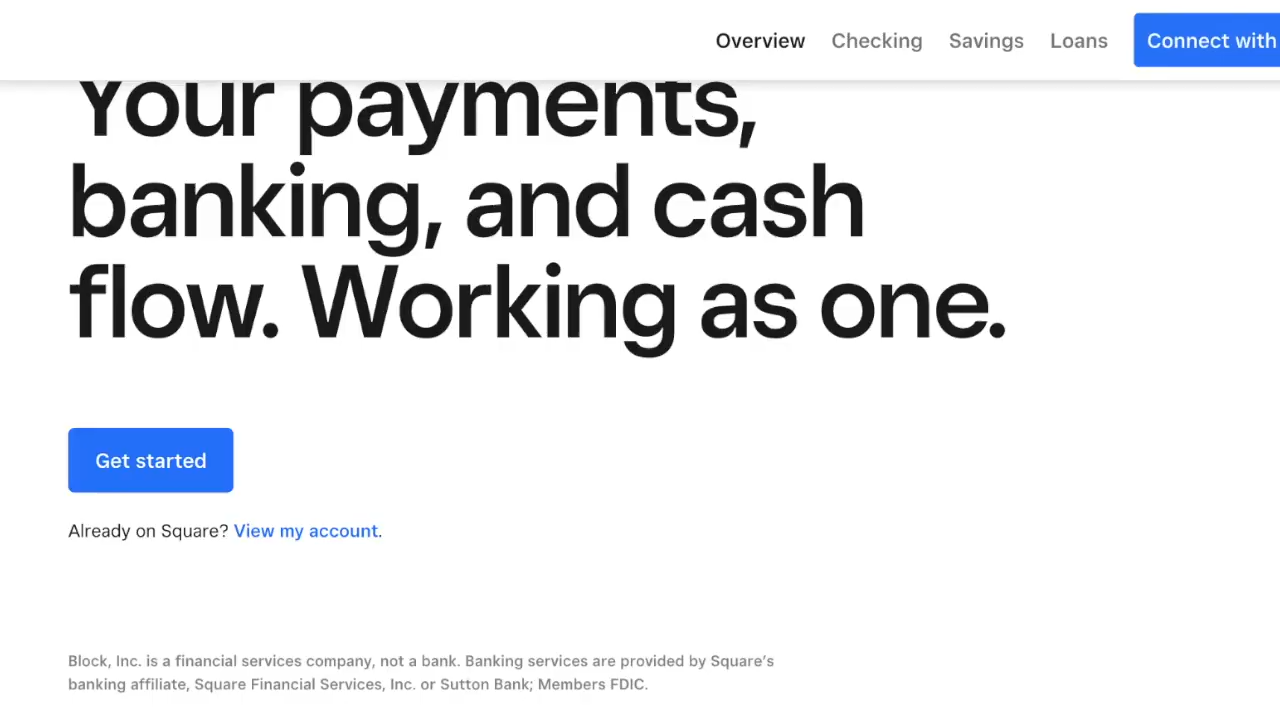 Overview Checking Savings Loans Connect with
Your payments,
banking, and cash
flow. Working as one.
Get started
Already on Square? View my account.
Block, Inc. is a financial services company, not a bank. Banking services are provided by Square's
banking affiliate, Square Financial Services, Inc. or Sutton Bank; Members FDIC.